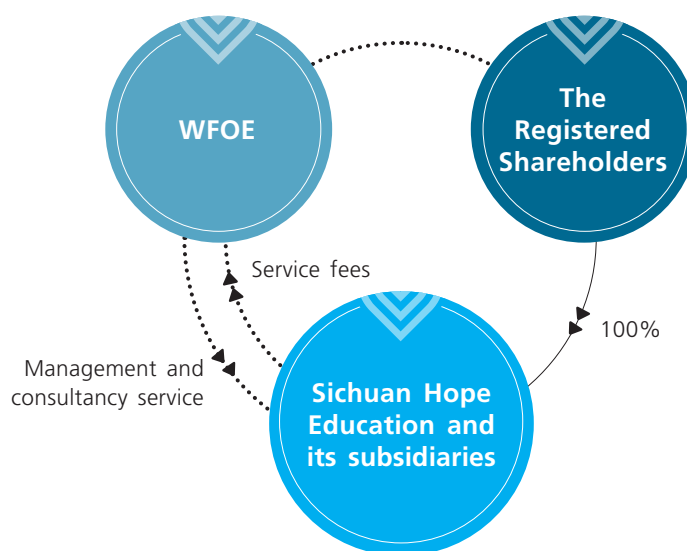 WFOE
The
Registered
Shareholders
Service fees
100%
Management and
consultancy service
Sichuan Hope
Education and
its subsidiaries